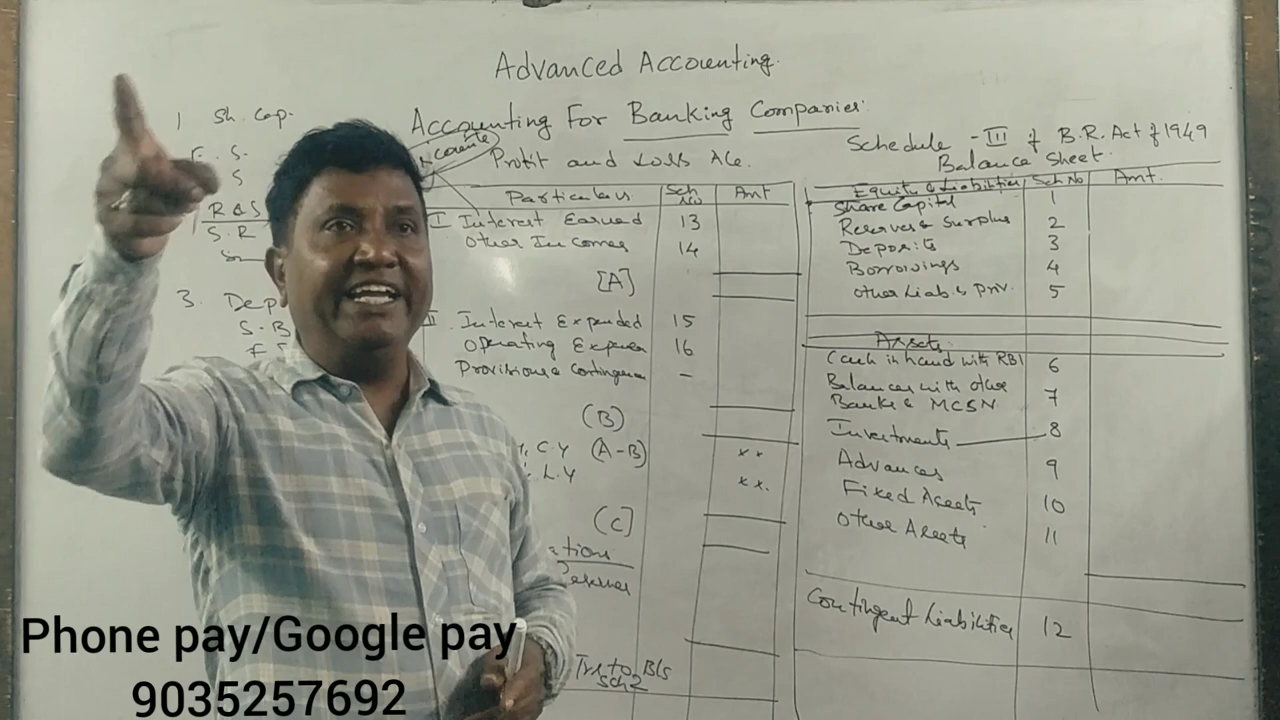 Advanced Accounting.
Accounting For Banking Companies.
Schedule - III of B.R. Act of 1949
Profit and Loss A/c.
Balance Sheet.
1 Sh. Cap.
S
R & S
S. R
3. Dep
S. B
Particulars Sch No Amt
I Interest Earned 13
Other Incomes 14
[A]
II. Interest Expended 15
Operating Expenses 16
Provisions & Contingencies -
(B)
C.Y (A-B) xx
L.Y xx.
(C)
ations
Reserves
Trs to B/s
Sch 2
Equity & Liabilities Sch No Amt.
Share Capital 1
Reserves & Surplus 2
Deposits 3
Borrowings 4
Other Liab & Prov. 5
Assets
Cash in hand with RBI 6
Balances with other
Banks & MCSN 7
Investments 8
Advances 9
Fixed Assets 10
Other Assets 11
Contingent Liabilities 12
Phone pay/Google pay
9035257692